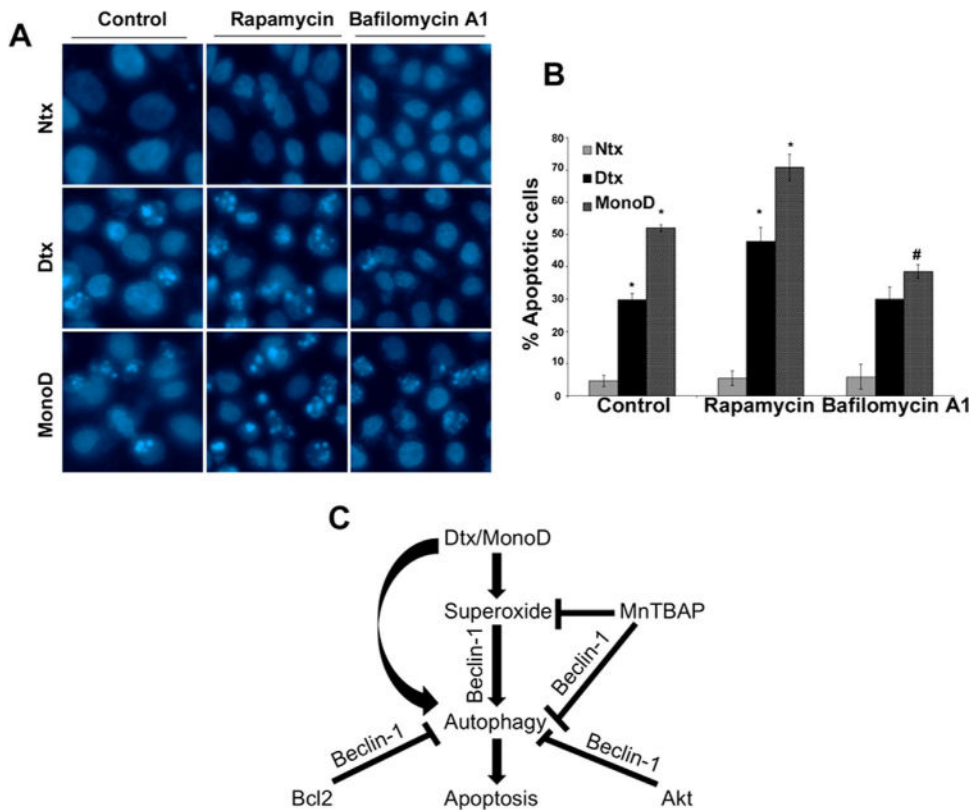 A
Control Rapamycin Bafilomycin A1
Ntx
Dtx
MonoD
B
% Apoptotic cells
80
70
60
50
40
30
20
10
0
Ntx
Dtx
MonoD
* * * * #
Control Rapamycin Bafilomycin A1
C
Dtx/MonoD
Superoxide MnTBAP
Beclin-1 Beclin-1
Autophagy
Beclin-1 Beclin-1
Bcl2 Apoptosis Akt